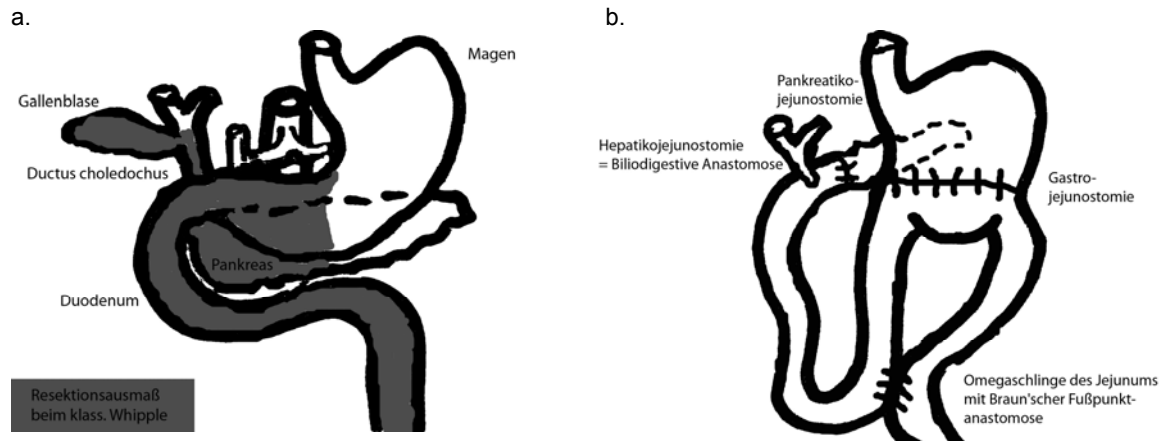 a.
Magen
Gallenblase
Ductus choledochus
Pankreas
Duodenum
Resektionsausmaß
beim klass. Whipple
b.
Pankreatiko-
jejunostomie
Hepatikojejunostomie
= Biliodigestive Anastomose
Gastro-
jejunostomie
Omegaschlinge des Jejunums
mit Braun'scher Fußpunkt-
anastomose